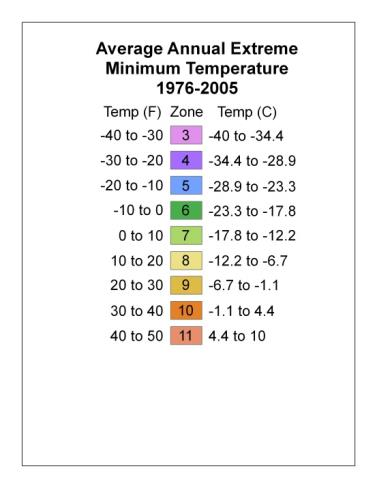 Average Annual Extreme
Minimum Temperature
1976-2005
Temp (F) Zone Temp (C)
-40 to -30 3 -40 to -34.4
-30 to -20 4 -34.4 to -28.9
-20 to -10 5 -28.9 to -23.3
-10 to 0 6 -23.3 to -17.8
0 to 10 7 -17.8 to -12.2
10 to 20 8 -12.2 to -6.7
20 to 30 9 -6.7 to -1.1
30 to 40 10 -1.1 to 4.4
40 to 50 11 4.4 to 10